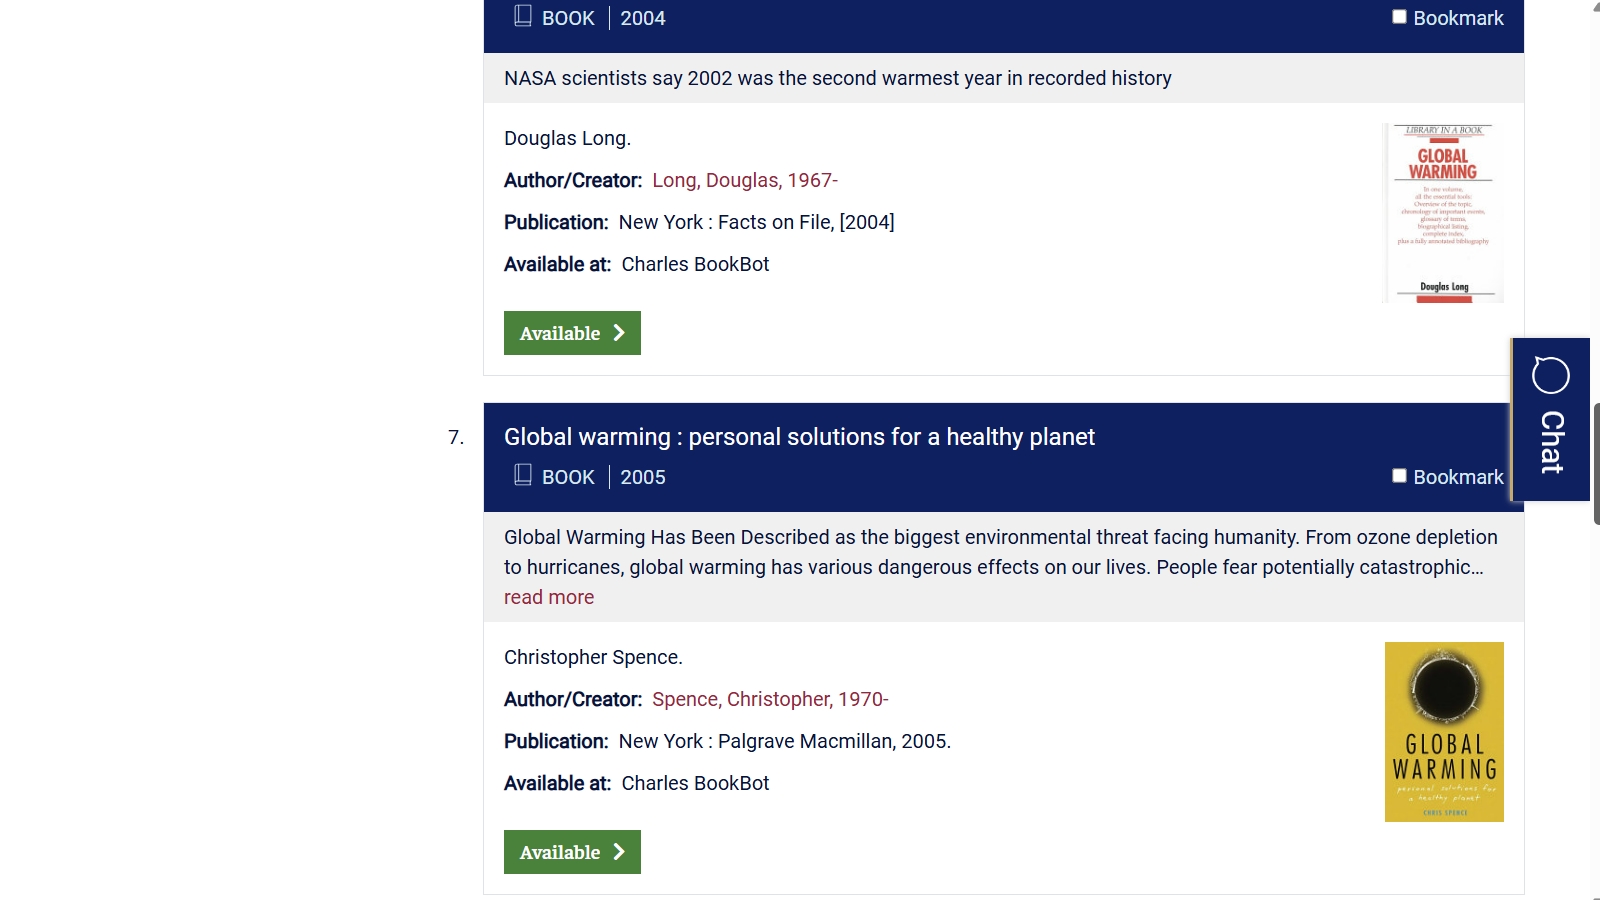 BOOK 2004 Bookmark
NASA scientists say 2002 was the second warmest year in recorded history
Douglas Long.
Author/Creator: Long, Douglas, 1967-
Publication: New York : Facts on File, [2004]
Available at: Charles BookBot
Available
LIBRARY IN A BOOK
GLOBAL
WARMING
In one volume,
all the essential tools:
Overview of the topic,
chronology of important events,
glossary of terms,
biographical listing,
complete index,
plus a fully annotated bibliography
Douglas Long
7. Global warming : personal solutions for a healthy planet
BOOK 2005 Bookmark
Chat
Global Warming Has Been Described as the biggest environmental threat facing humanity. From ozone depletion
to hurricanes, global warming has various dangerous effects on our lives. People fear potentially catastrophic...
read more
Christopher Spence.
Author/Creator: Spence, Christopher, 1970-
Publication: New York : Palgrave Macmillan, 2005.
Available at: Charles BookBot
Available
GLOBAL
WARMING
personal solutions for
a healthy planet
CHRIS SPENCE